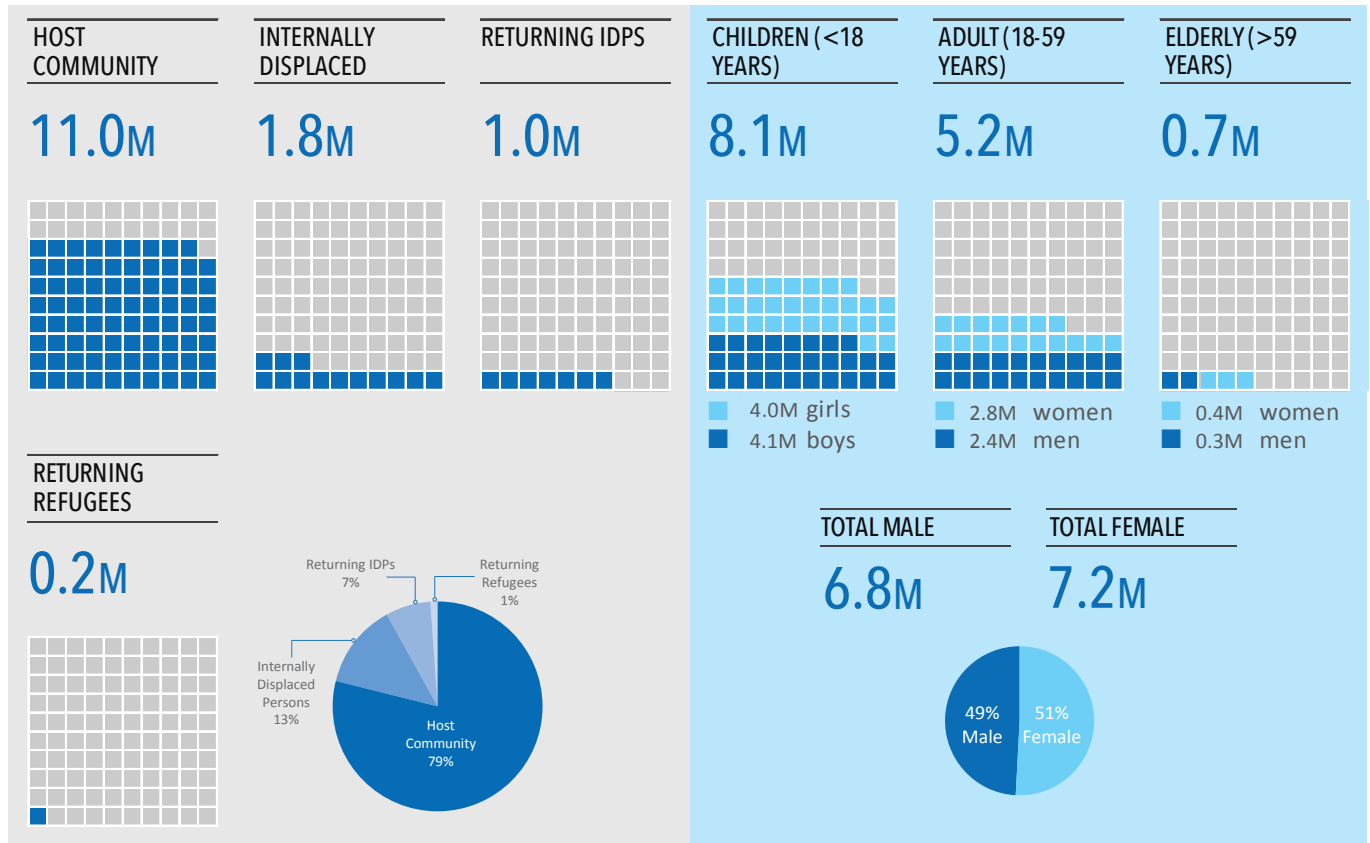 HOST
COMMUNITY
11.0M
INTERNALLY
DISPLACED
1.8M
RETURNING IDPS
1.0M
RETURNING
REFUGEES
0.2M
Returning IDPs
7%
Returning
Refugees
1%
Internally
Displaced
Persons
13%
Host
Community
79%
CHILDREN (<18
YEARS)
8.1M
4.0M girls
4.1M boys
ADULT (18-59
YEARS)
5.2M
2.8M women
2.4M men
ELDERLY (>59
YEARS)
0.7M
0.4M women
0.3M men
TOTAL MALE
6.8M
TOTAL FEMALE
7.2M
49%
Male
51%
Female